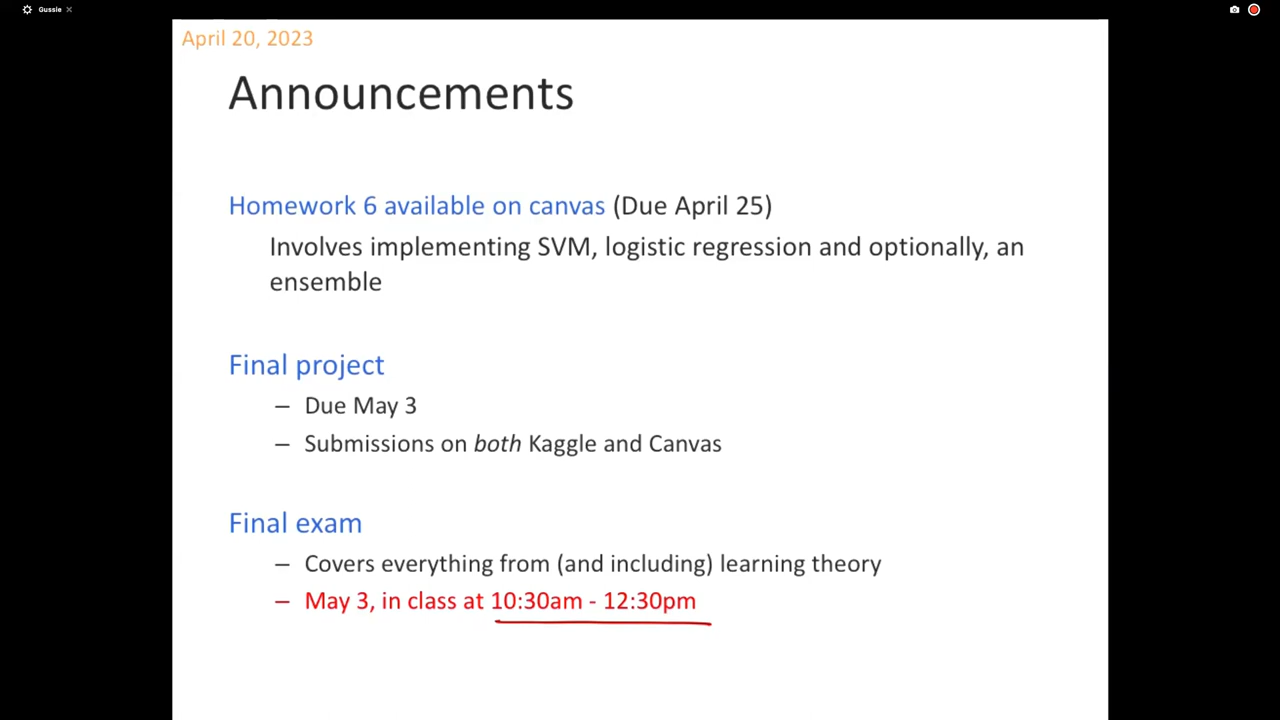 Gussie
April 20, 2023
Announcements
Homework 6 available on canvas (Due April 25)
Involves implementing SVM, logistic regression and optionally, an
ensemble
Final project
– Due May 3
– Submissions on both Kaggle and Canvas
Final exam
– Covers everything from (and including) learning theory
– May 3, in class at 10:30am - 12:30pm